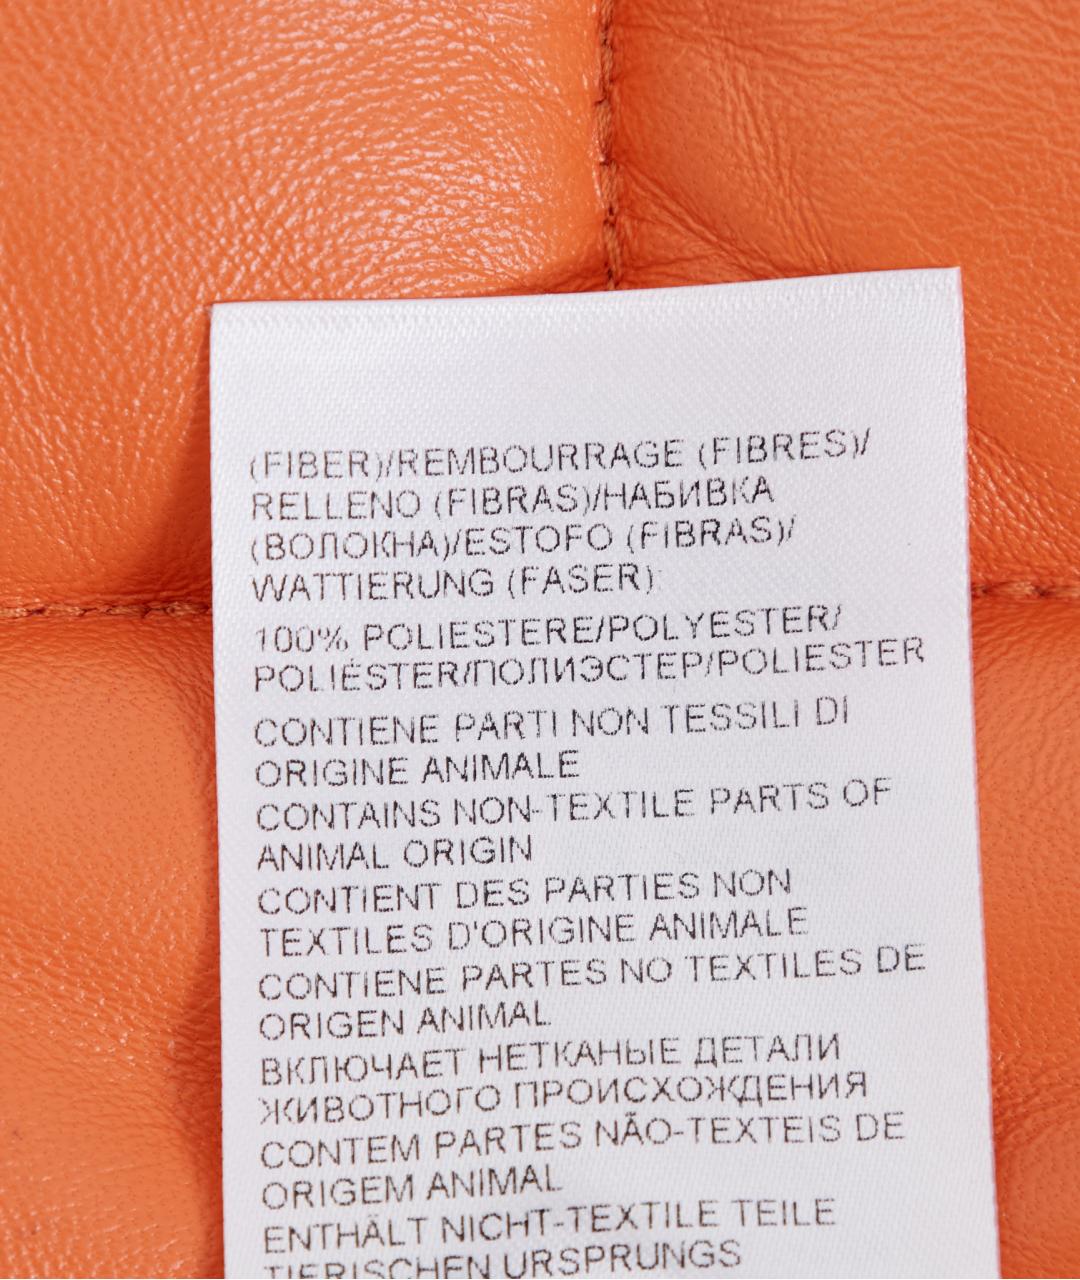 (FIBER)/REMBOURRAGE (FIBRES)/
RELLENO (FIBRAS)/НАБИВКА
(ВОЛОКНА)/ESTOFO (FIBRAS)/
WATTIERUNG (FASER):
100% POLIESTERE/POLYESTER/
POLIÉSTER/ПОЛИЭСТЕР/POLIESTER
CONTIENE PARTI NON TESSILI DI
ORIGINE ANIMALE
CONTAINS NON-TEXTILE PARTS OF
ANIMAL ORIGIN
CONTIENT DES PARTIES NON
TEXTILES D'ORIGINE ANIMALE
CONTIENE PARTES NO TEXTILES DE
ORIGEN ANIMAL
ВКЛЮЧАЕТ НЕТКАНЫЕ ДЕТАЛИ
ЖИВОТНОГО ПРОИСХОЖДЕНИЯ
CONTEM PARTES NÃO-TEXTEIS DE
ORIGEM ANIMAL
ENTHÄLT NICHT-TEXTILE TEILE
TIERISCHEN URSPRUNGS